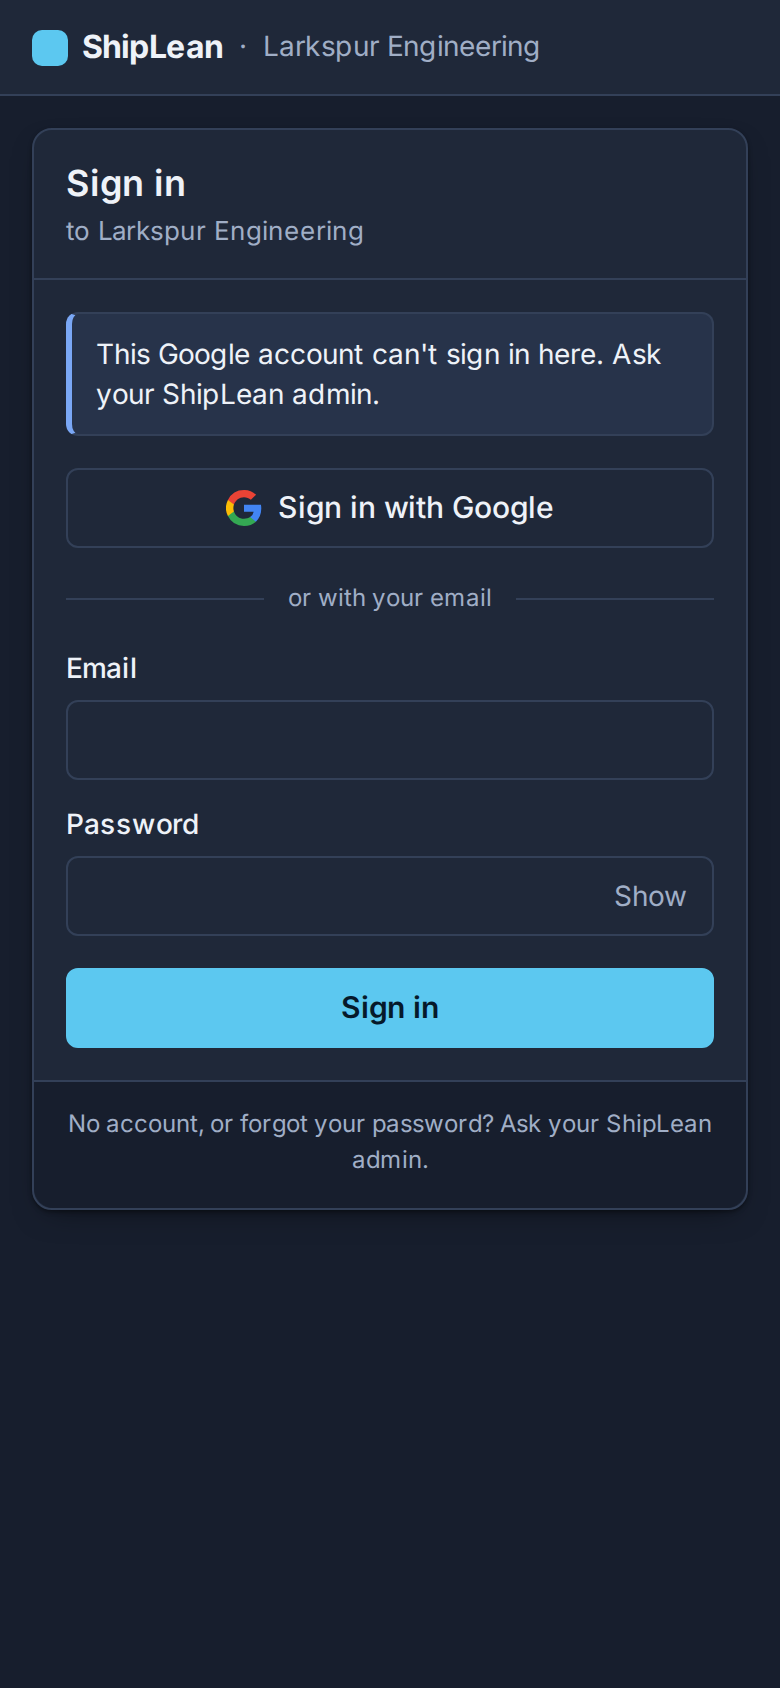 ShipLean · Larkspur Engineering
Sign in
to Larkspur Engineering
This Google account can't sign in here. Ask
your ShipLean admin.
Sign in with Google
or with your email
Email
Password
Show
Sign in
No account, or forgot your password? Ask your ShipLean
admin.